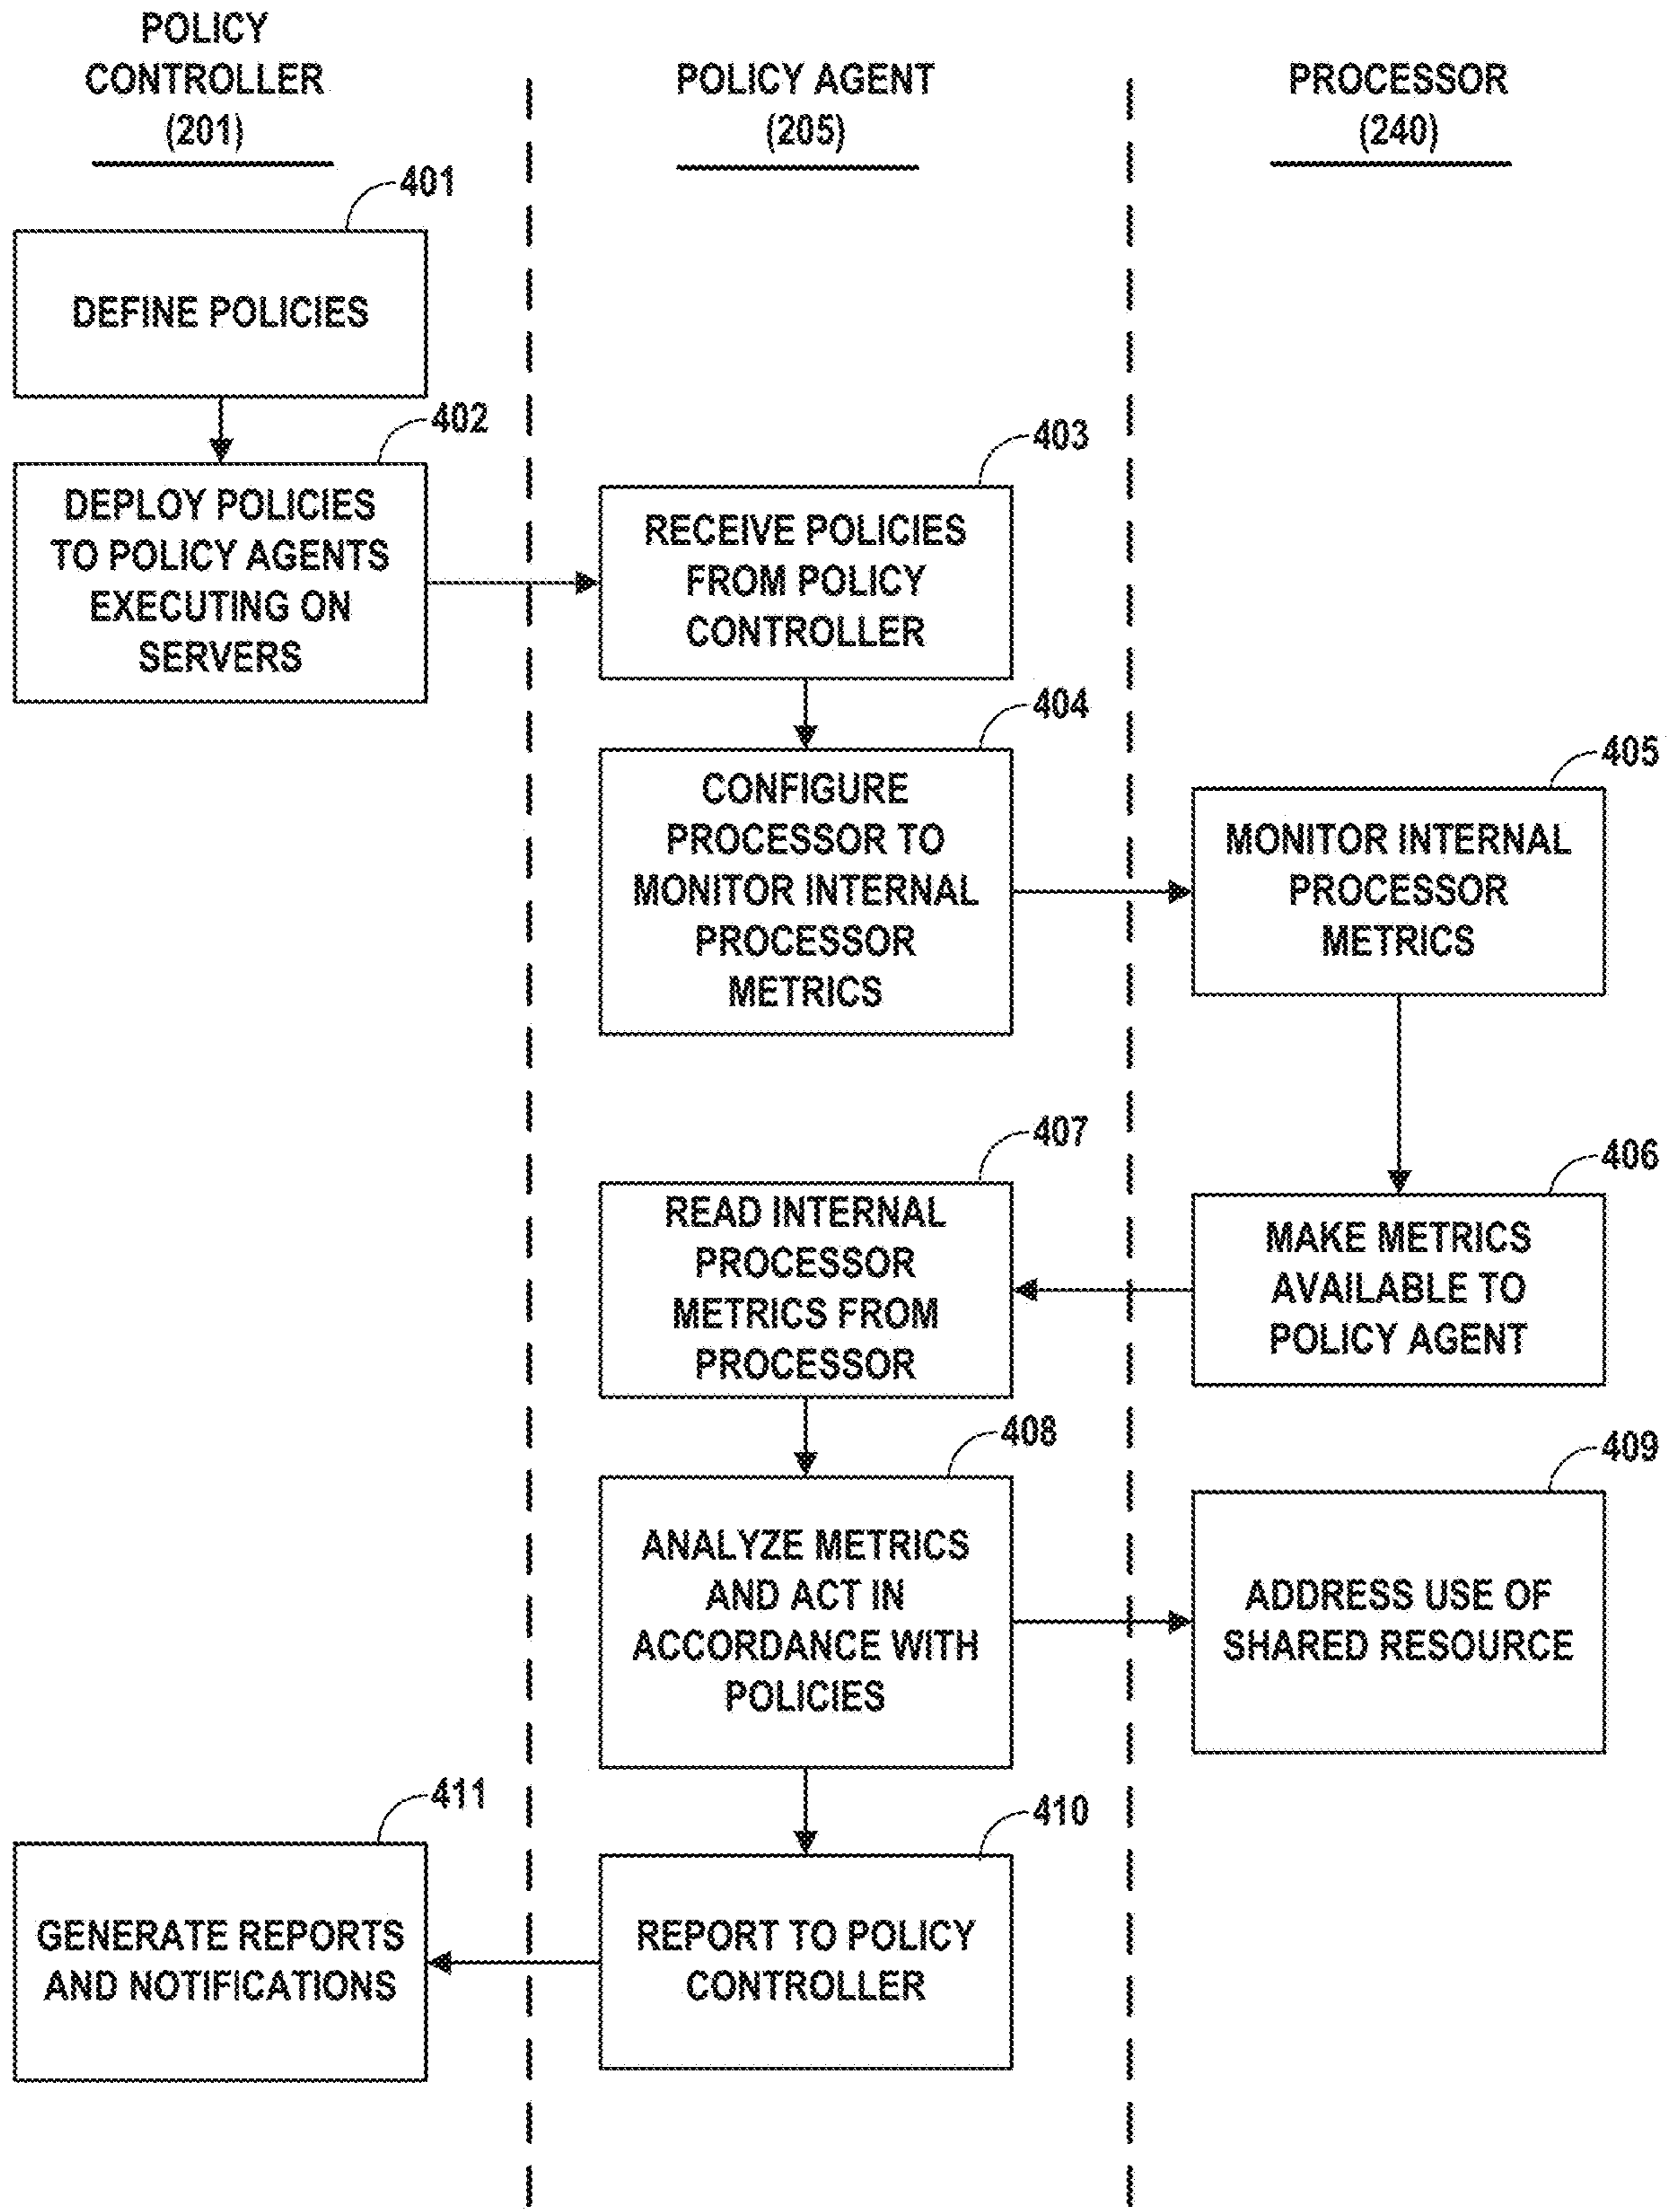 POLICY
CONTROLLER
(201)
POLICY AGENT
(205)
PROCESSOR
(240)
401
DEFINE POLICIES
402
DEPLOY POLICIES
TO POLICY AGENTS
EXECUTING ON
SERVERS
403
RECEIVE POLICIES
FROM POLICY
CONTROLLER
404
CONFIGURE
PROCESSOR TO
MONITOR INTERNAL
PROCESSOR
METRICS
405
MONITOR INTERNAL
PROCESSOR
METRICS
406
MAKE METRICS
AVAILABLE TO
POLICY AGENT
407
READ INTERNAL
PROCESSOR
METRICS FROM
PROCESSOR
408
ANALYZE METRICS
AND ACT IN
ACCORDANCE WITH
POLICIES
409
ADDRESS USE OF
SHARED RESOURCE
410
REPORT TO POLICY
CONTROLLER
411
GENERATE REPORTS
AND NOTIFICATIONS